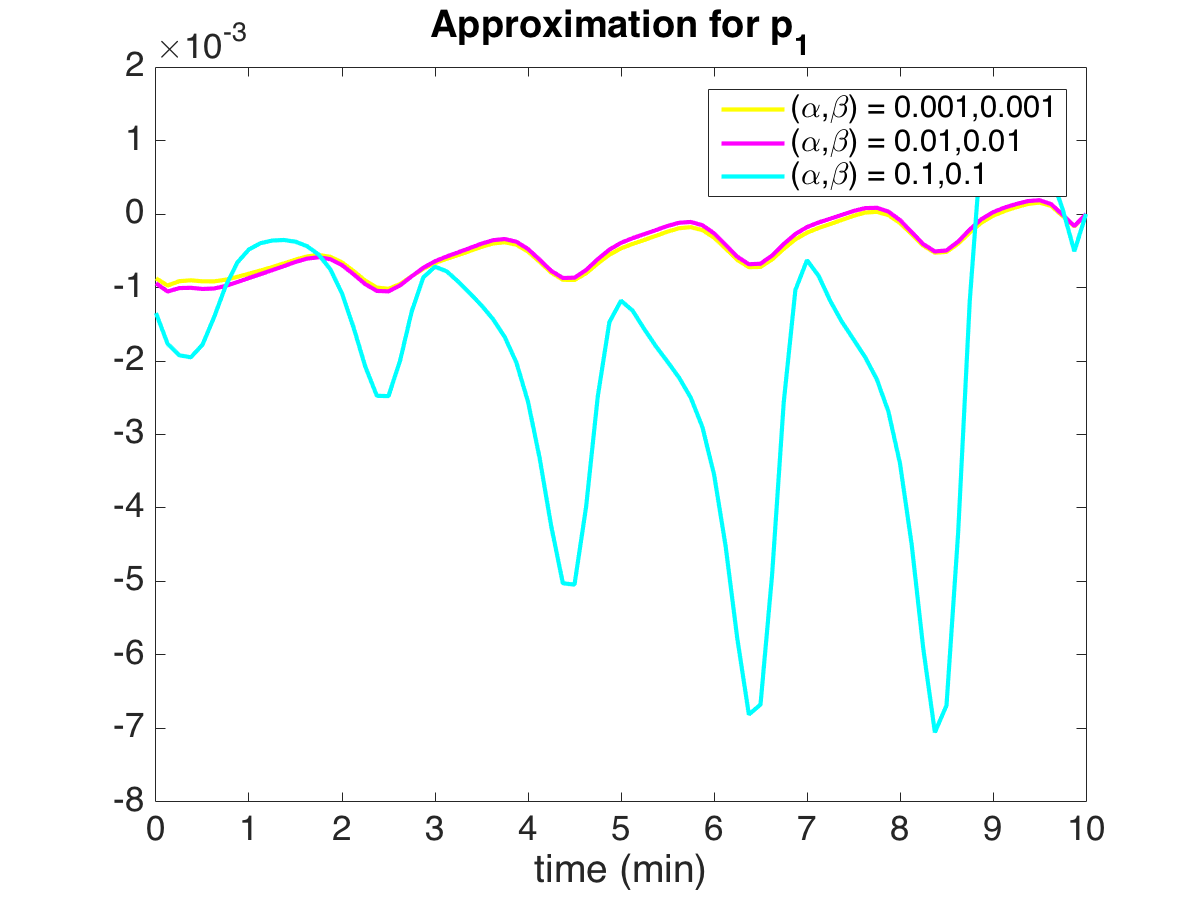 Approximation for p1
×10-3
2
1
0
-1
-2
-3
-4
-5
-6
-7
-8
(α,β) = 0.001,0.001
(α,β) = 0.01,0.01
(α,β) = 0.1,0.1
0 1 2 3 4 5 6 7 8 9 10
time (min)